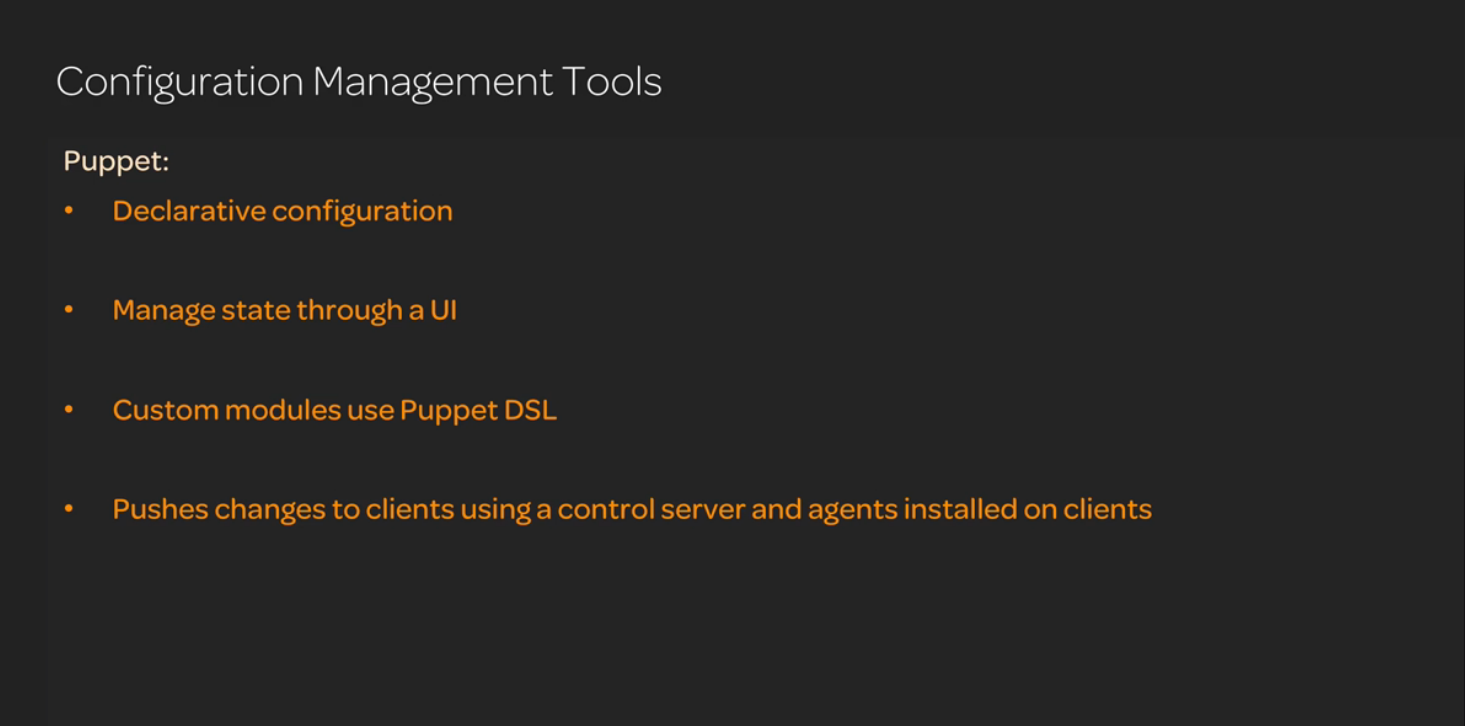 Configuration Management Tools
Puppet:
• Declarative configuration
• Manage state through a UI
• Custom modules use Puppet DSL
• Pushes changes to clients using a control server and agents installed on clients